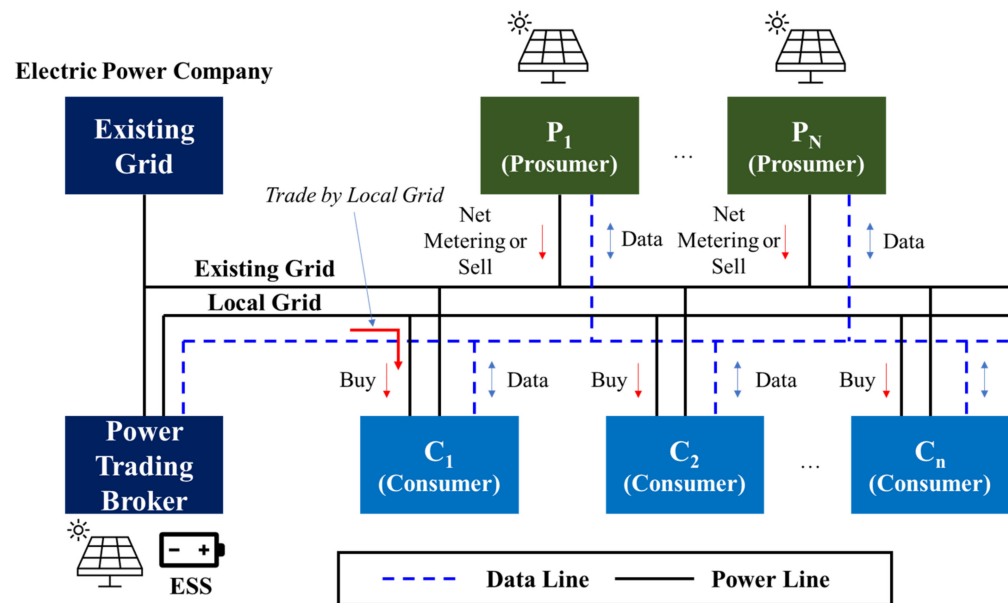 Electric Power Company
Existing
Grid
P1
(Prosumer)
...
PN
(Prosumer)
Trade by Local Grid
Net
Metering or
Sell
Data
Net
Metering or
Sell
Data
Existing Grid
Local Grid
Buy
Data
Buy
Data
Buy
Data
Power
Trading
Broker
C1
(Consumer)
C2
(Consumer)
...
Cn
(Consumer)
ESS
Data Line
Power Line